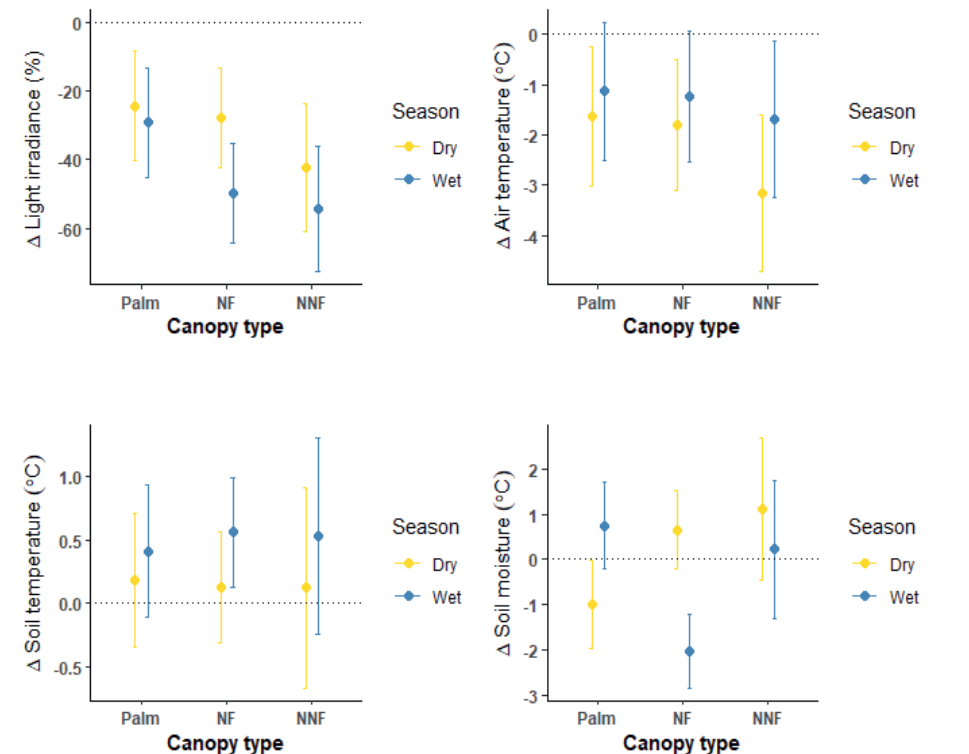 Δ Light irradiance (%)
0
-20
-40
-60
Palm NF NNF
Canopy type
Season
Dry
Wet
Δ Air temperature (°C)
0
-1
-2
-3
-4
Palm NF NNF
Canopy type
Season
Dry
Wet
Δ Soil temperature (°C)
1.0
0.5
0.0
-0.5
Palm NF NNF
Canopy type
Season
Dry
Wet
Δ Soil moisture (°C)
2
1
0
-1
-2
-3
Palm NF NNF
Canopy type
Season
Dry
Wet